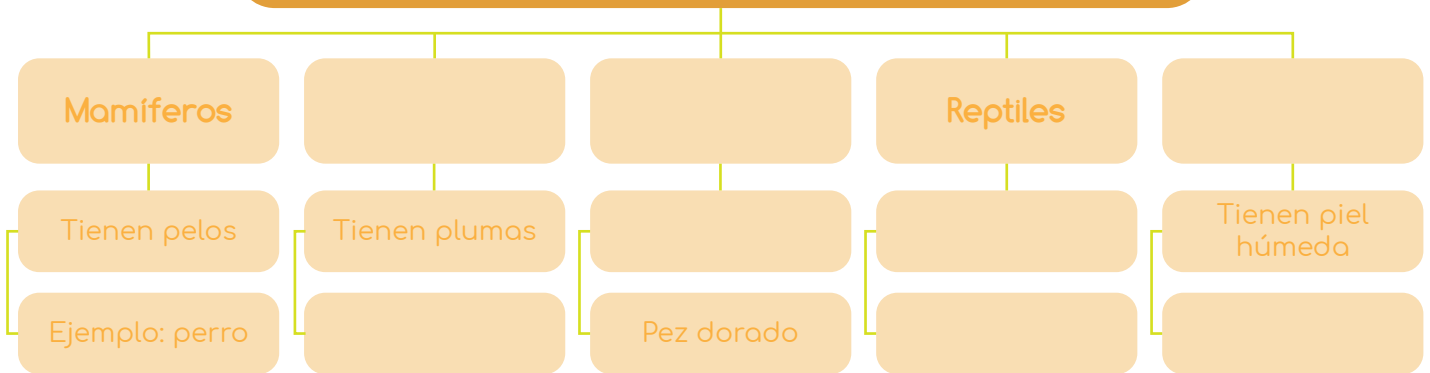 Mamíferos
Reptiles
Tienen pelos
Tienen plumas
Tienen piel
húmeda
Ejemplo: perro
Pez dorado